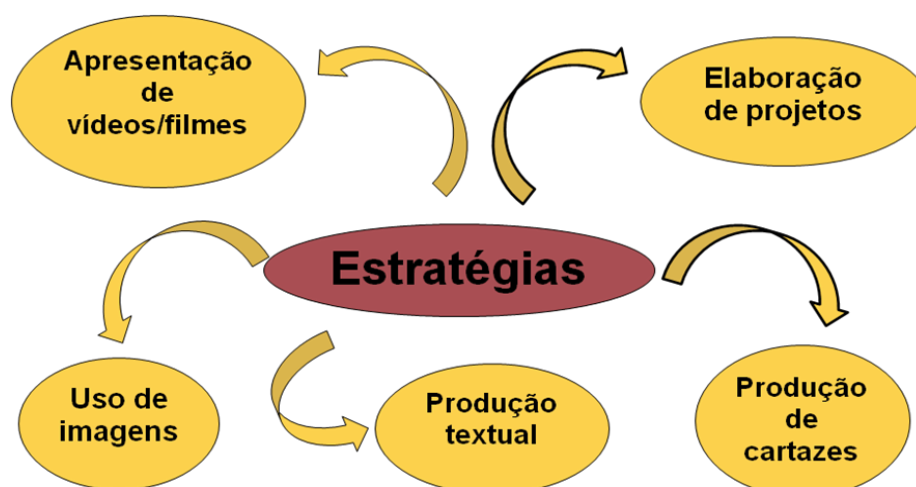 Apresentação
de
vídeos/filmes
Elaboração
de projetos
Estratégias
Uso de
imagens
Produção
textual
Produção
de
cartazes